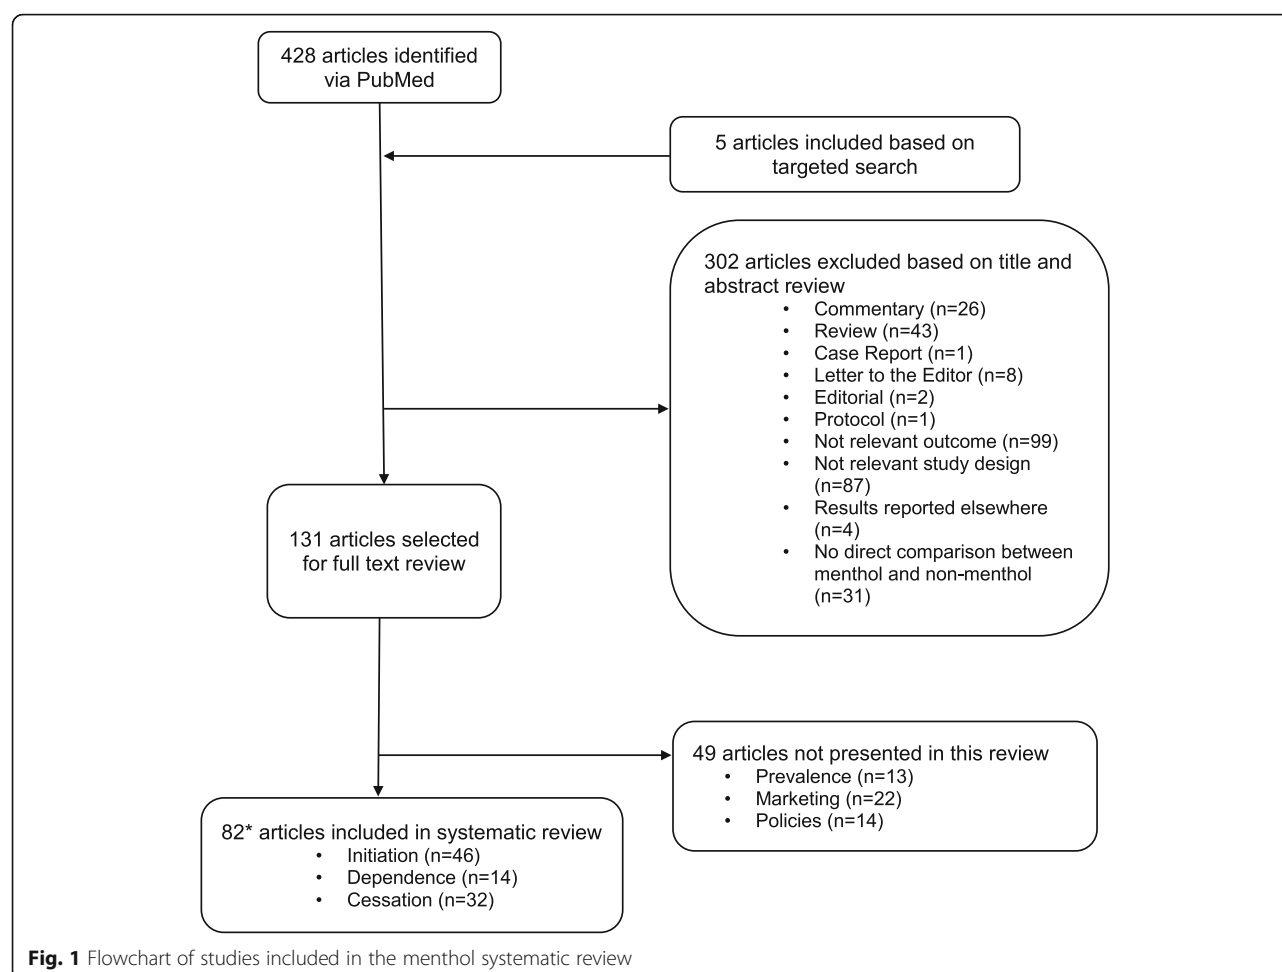 428 articles identified
via PubMed
5 articles included based on
targeted search
302 articles excluded based on title and
abstract review
• Commentary (n=26)
• Review (n=43)
• Case Report (n=1)
• Letter to the Editor (n=8)
• Editorial (n=2)
• Protocol (n=1)
• Not relevant outcome (n=99)
• Not relevant study design
(n=87)
• Results reported elsewhere
(n=4)
• No direct comparison between
menthol and non-menthol
(n=31)
131 articles selected
for full text review
49 articles not presented in this review
• Prevalence (n=13)
• Marketing (n=22)
• Policies (n=14)
82* articles included in systematic review
• Initiation (n=46)
• Dependence (n=14)
• Cessation (n=32)
Fig. 1 Flowchart of studies included in the menthol systematic review